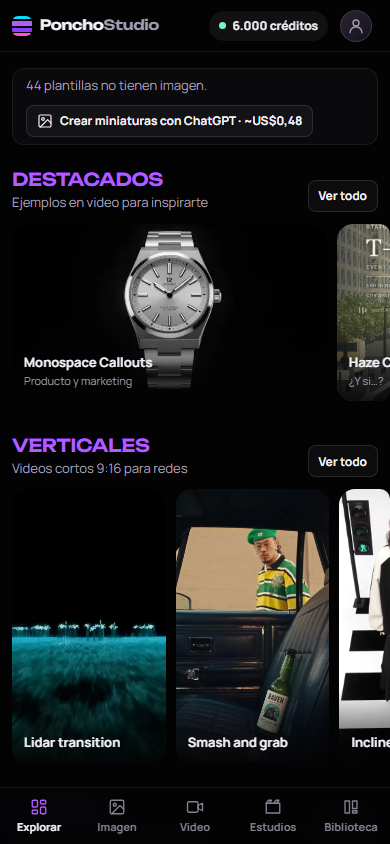 PonchoStudio
6.000 créditos
44 plantillas no tienen imagen.
Crear miniaturas con ChatGPT · ~US$0,48
DESTACADOS
Ejemplos en video para inspirarte
Ver todo
Monospace Callouts
Producto y marketing
T-
EVENT
Haze C
¿Y si...?
VERTICALES
Videos cortos 9:16 para redes
Ver todo
RAVEN
Lidar transition
Smash and grab
Incline
Explorar
Imagen
Video
Estudios
Biblioteca